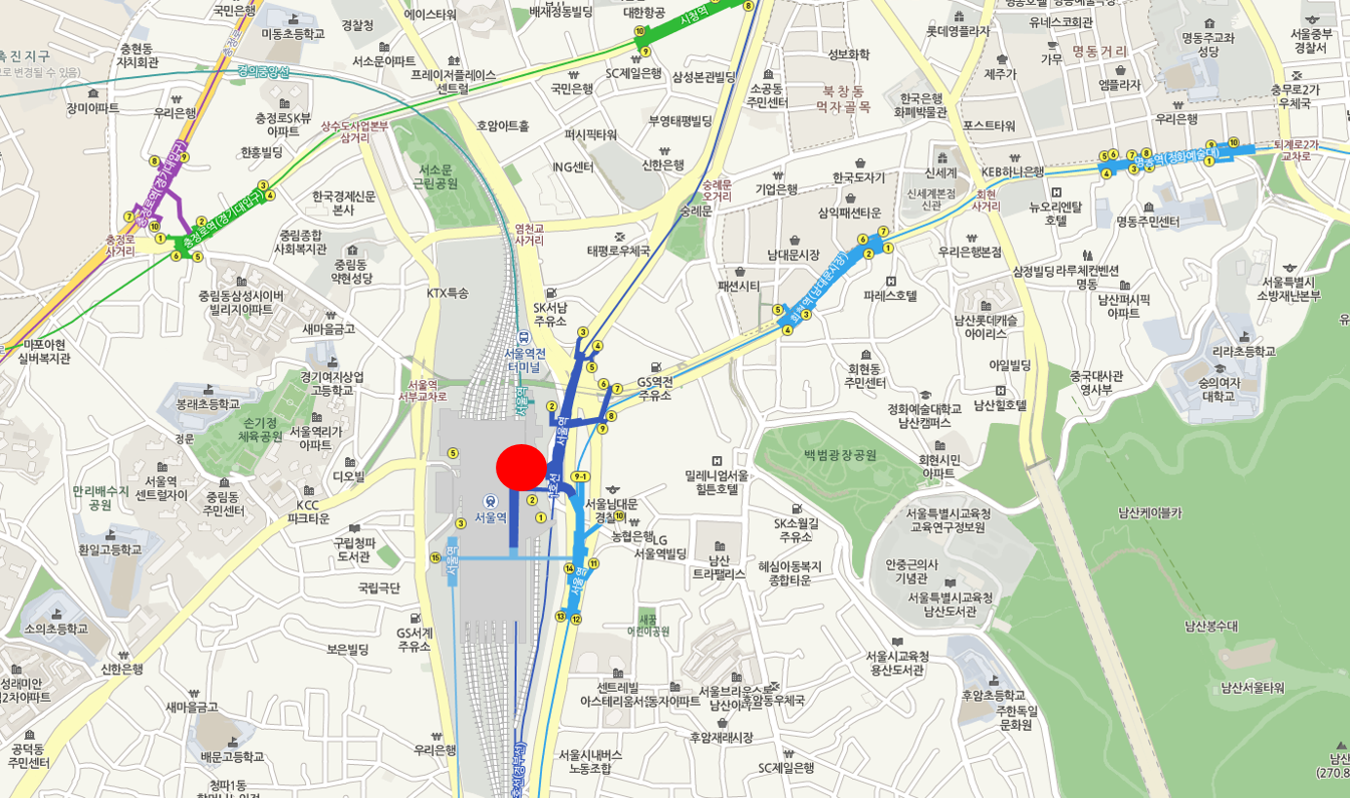 국민은행
미동초등학교
경찰청
에이스타워
배재정동빌딩
대한항공
시청역
8
10
9
롯데영플라자
유네스코회관
명동주교좌
성당
서울중부
경찰서
충현동
자치회관
촉진지구
경의중앙선
서소문아파트
프레이저플레이스
센트럴
SC제일은행
국민은행
삼성본관빌딩
소공동
주민센터
성보화학
북창동
먹자골목
명동거리
가무
제주가
엠플라자
충무로2가
우체국
장미아파트
우리은행
충정로SK뷰
아파트
상수도사업본부
삼거리
호암아트홀
퍼시픽타워
부영태평빌딩
한국은행
화폐박물관
포스트타워
우리은행
한흥빌딩
서소문
근린공원
ING센터
신한은행
신세계
KEB하나은행
명동역(정화예술대)
퇴계로2가
교차로
충정로역(경기대입구)
한국경제신문
본사
숭례문
오거리
숭례문
기업은행
한국도자기
삼익패션타운
신세계본점
신관
회현
사거리
뉴오리엔탈
호텔
명동주민센터
충정로
사거리
충정로역(경기대입구)
중림종합
사회복지관
중림동
약현성당
염천교
사거리
태평로우체국
남대문시장
우리은행본점
삼정빌딩
라루체컨벤션
명동
서울특별시
소방재난본부
중림동삼성사이버
빌리지아파트
KTX특송
SK서남
주유소
패션시티
회현역(남대문시장)
파레스호텔
남산롯데캐슬
아이리스
남산퍼시픽
아파트
새마을금고
마포아현
실버복지관
서울역전
터미널
리라초등학교
경기여자상업
고등학교
서울역
서부교차로
서울역
GS역전
주유소
회현동
주민센터
아일빌딩
중국대사관
영사부
숭의여자
대학교
봉래초등학교
손기정
체육공원
서울역리가
아파트
정화예술대학교
남산캠퍼스
남산힐호텔
정문
디오빌
서울역
백범광장공원
회현시민
아파트
만리배수지
공원
서울역
센트럴자이
중림동
주민센터
KCC
파크타운
서울역
9-1
서울남대문
밀레니엄서울
힐튼호텔
서울특별시교육청
교육연구정보원
남산케이블카
환일고등학교
구립청파
도서관
농협은행
LG
서울역빌딩
SK소월길
주유소
국립극단
서울역
서울역
남산
트라팰리스
혜심아동복지
종합타운
안중근의사
기념관
서울특별시교육청
남산도서관
소의초등학교
신한은행
GS서계
주유소
보은빌딩
새꿈
어린이공원
남산봉수대
서울시교육청
용산도서관
새마을금고
센트레빌
후암초등학교
남산서울타워
주한독일
문화원
공덕동
주민센터
배문고등학교
우리은행
서울시내버스
노동조합
후암재래시장
SC제일은행
청파1동
남산
(270.8